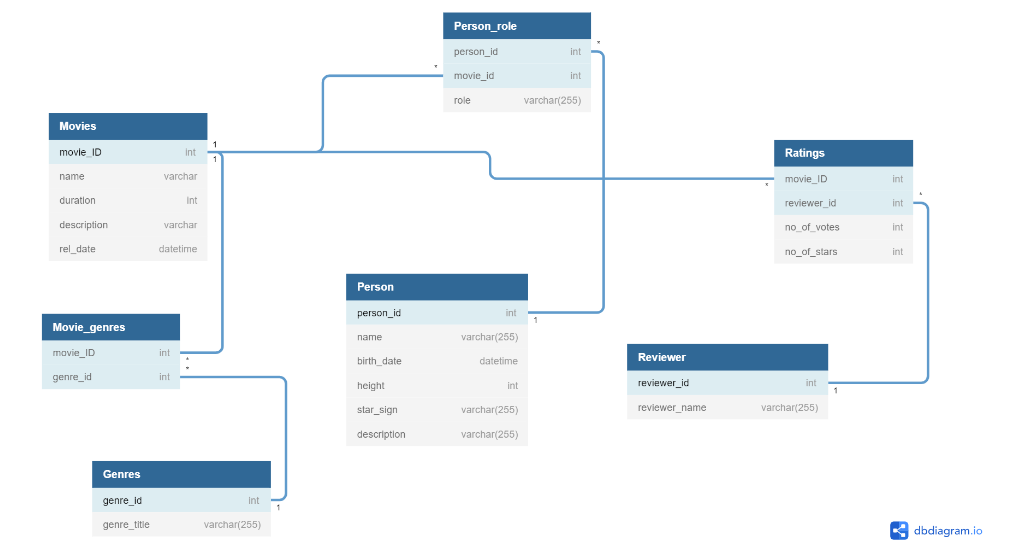 Person_role
person_id int
movie_id int
role varchar(255)
*
*
Movies
movie_ID int
name varchar
duration int
description varchar
rel_date datetime
1
1
Ratings
movie_ID int
reviewer_id int
no_of_votes int
no_of_stars int
*
*
Person
person_id int
name varchar(255)
birth_date datetime
height int
star_sign varchar(255)
description varchar(255)
1
Movie_genres
movie_ID int
genre_id int
*
*
Reviewer
reviewer_id int
reviewer_name varchar(255)
1
Genres
genre_id int
genre_title varchar(255)
1
dbdiagram.io